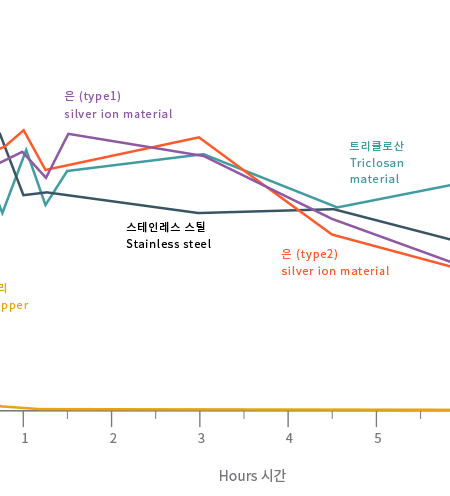 은 (type1)
silver ion material
트리클로산
Triclosan
material
스테인레스 스틸
Stainless steel
은 (type2)
silver ion material
리
pper
1 2 3 4 5
Hours 시간